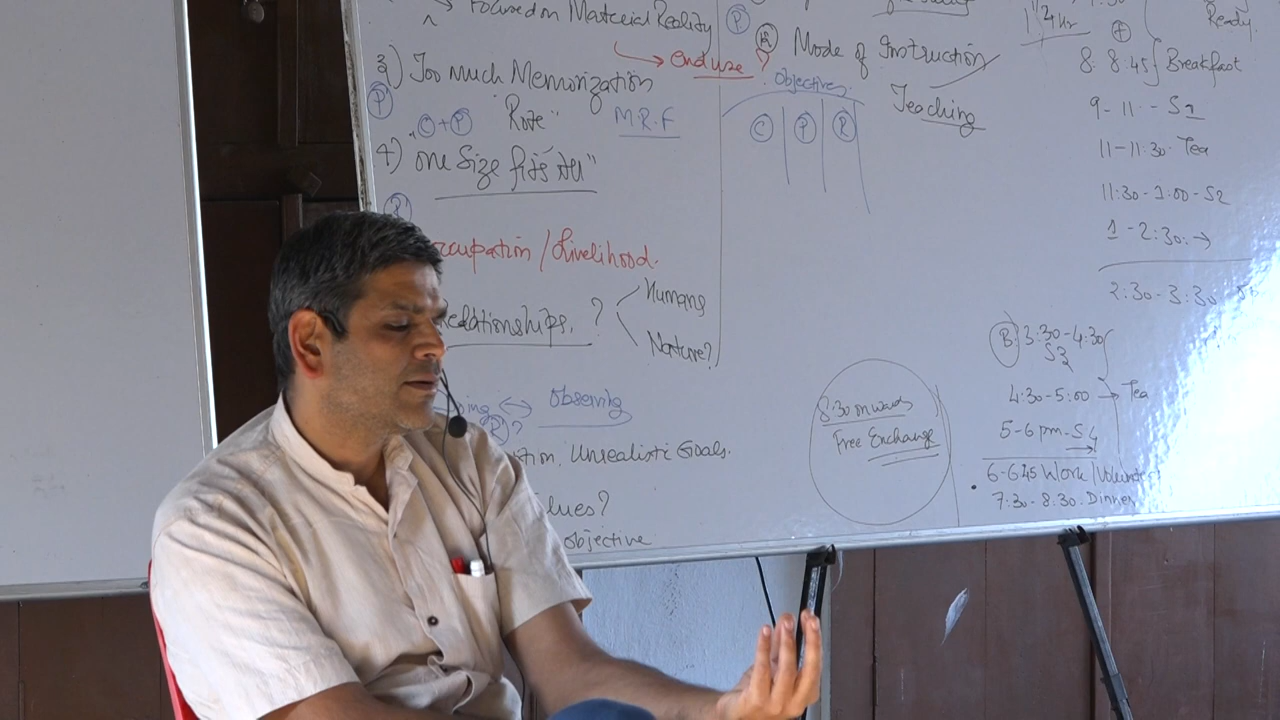 Focused on Material Reality
→ end use ?
3) Too much Memorization
P
"Rote"
C + P
M.R.F
4) "one Size fits All"
P
Occupation / Livelihood.
Relationships. ?
Humans
Nature?
Observing
P ?
Unrealistic Goals.
objective
P
R Mode of Instruction
Teaching
Objectives.
C P R
8:30 onwards
Free Exchange
1 1/4 hr
Ready
8: 8:45 } Breakfast
9-11 - S1
11-11:30. Tea
11:30-1:00-S2
1-2:30: →
2:30-3:30
B: 3:30-4:30
S3
4:30-5:00 → Tea
5-6 pm-S4
6-6:45 Work / Volunteer
7:30-8:30. Dinner